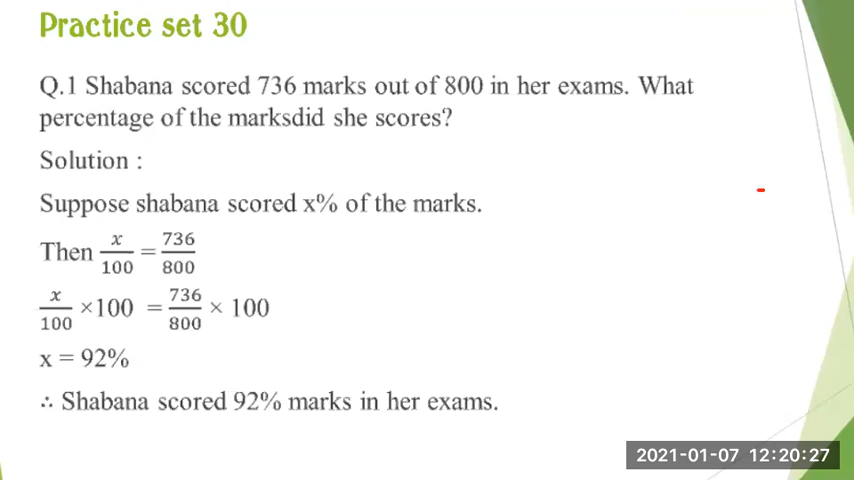 Practice set 30
Q.1 Shabana scored 736 marks out of 800 in her exams. What
percentage of the marksdid she scores?
Solution :
Suppose shabana scored x% of the marks.
Then x/100 = 736/800
x/100 ×100 = 736/800 × 100
x = 92%
∴ Shabana scored 92% marks in her exams.
2021-01-07 12:20:27